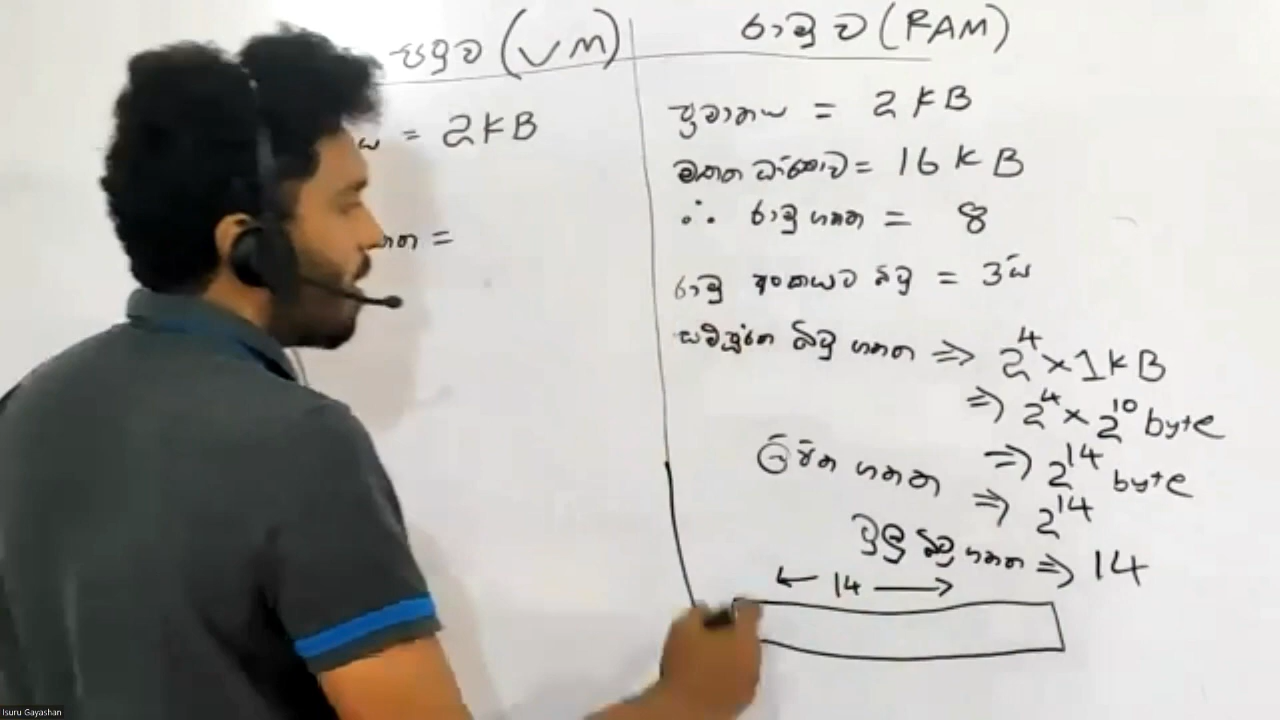 පිටුව (VM)
ය = 2KB
ගණන =
රාමුව (RAM)
ප්‍රමාණය = 2KB
මතක ධාරිතාව = 16KB
∴ රාමු ගණන = 8
රාමු අංකයට බිටු = 3ය
සම්පූර්ණ බිටු ගණන ⇒ 2⁴ × 1KB
⇒ 2⁴ × 2¹⁰ byte
⇒ 2¹⁴ byte
ලිපින ගණන ⇒ 2¹⁴
මුළු බිටු ගණන ⇒ 14
← 14 →
Isuru Gayashan